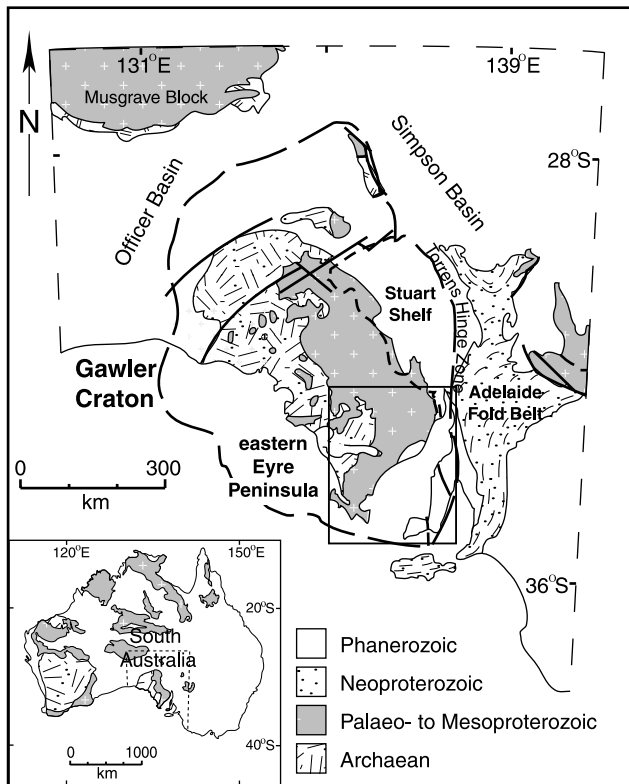 131°E
139°E
Musgrave Block
N
28°S
Officer Basin
Simpson Basin
Torrens Hinge Zone
Stuart
Shelf
Gawler
Craton
Adelaide
Fold Belt
eastern
Eyre
Peninsula
0
300
km
36°S
120°E
150°E
20°S
South
Australia
40°S
0
1000
km
Phanerozoic
Neoproterozoic
Palaeo- to Mesoproterozoic
Archaean